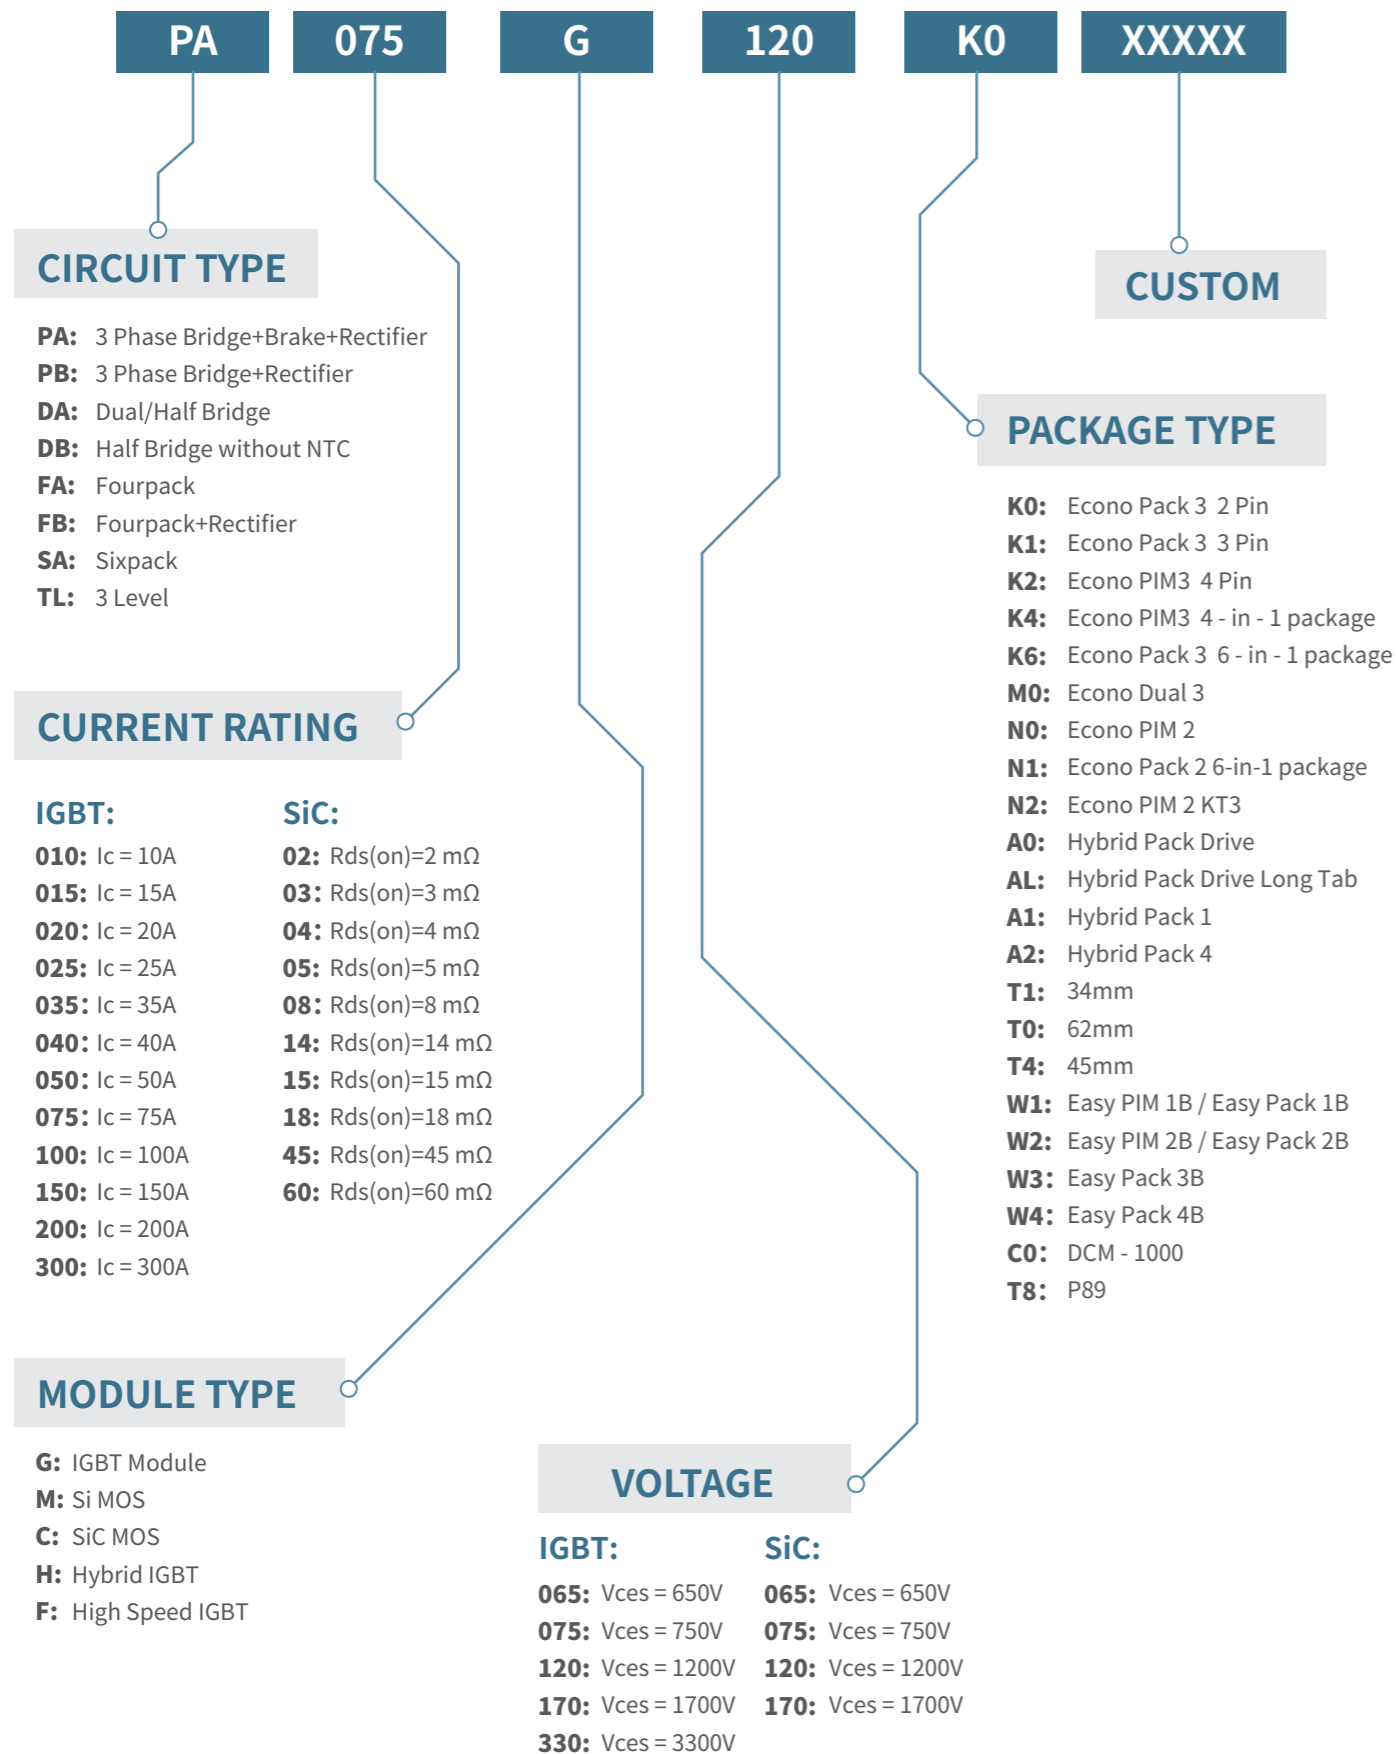 PA 075 G 120 K0 XXXXX
CIRCUIT TYPE
PA: 3 Phase Bridge+Brake+Rectifier
PB: 3 Phase Bridge+Rectifier
DA: Dual/Half Bridge
DB: Half Bridge without NTC
FA: Fourpack
FB: Fourpack+Rectifier
SA: Sixpack
TL: 3 Level
CURRENT RATING
IGBT:
010: Ic = 10A
015: Ic = 15A
020: Ic = 20A
025: Ic = 25A
035: Ic = 35A
040: Ic = 40A
050: Ic = 50A
075: Ic = 75A
100: Ic = 100A
150: Ic = 150A
200: Ic = 200A
300: Ic = 300A
SiC:
02: Rds(on)=2 mΩ
03: Rds(on)=3 mΩ
04: Rds(on)=4 mΩ
05: Rds(on)=5 mΩ
08: Rds(on)=8 mΩ
14: Rds(on)=14 mΩ
15: Rds(on)=15 mΩ
18: Rds(on)=18 mΩ
45: Rds(on)=45 mΩ
60: Rds(on)=60 mΩ
MODULE TYPE
G: IGBT Module
M: Si MOS
C: SiC MOS
H: Hybrid IGBT
F: High Speed IGBT
VOLTAGE
IGBT:
065: Vces = 650V
075: Vces = 750V
120: Vces = 1200V
170: Vces = 1700V
330: Vces = 3300V
SiC:
065: Vces = 650V
075: Vces = 750V
120: Vces = 1200V
170: Vces = 1700V
CUSTOM
PACKAGE TYPE
K0: Econo Pack 3 2 Pin
K1: Econo Pack 3 3 Pin
K2: Econo PIM3 4 Pin
K4: Econo PIM3 4 - in - 1 package
K6: Econo Pack 3 6 - in - 1 package
M0: Econo Dual 3
N0: Econo PIM 2
N1: Econo Pack 2 6-in-1 package
N2: Econo PIM 2 KT3
A0: Hybrid Pack Drive
AL: Hybrid Pack Drive Long Tab
A1: Hybrid Pack 1
A2: Hybrid Pack 4
T1: 34mm
T0: 62mm
T4: 45mm
W1: Easy PIM 1B / Easy Pack 1B
W2: Easy PIM 2B / Easy Pack 2B
W3: Easy Pack 3B
W4: Easy Pack 4B
C0: DCM - 1000
T8: P89